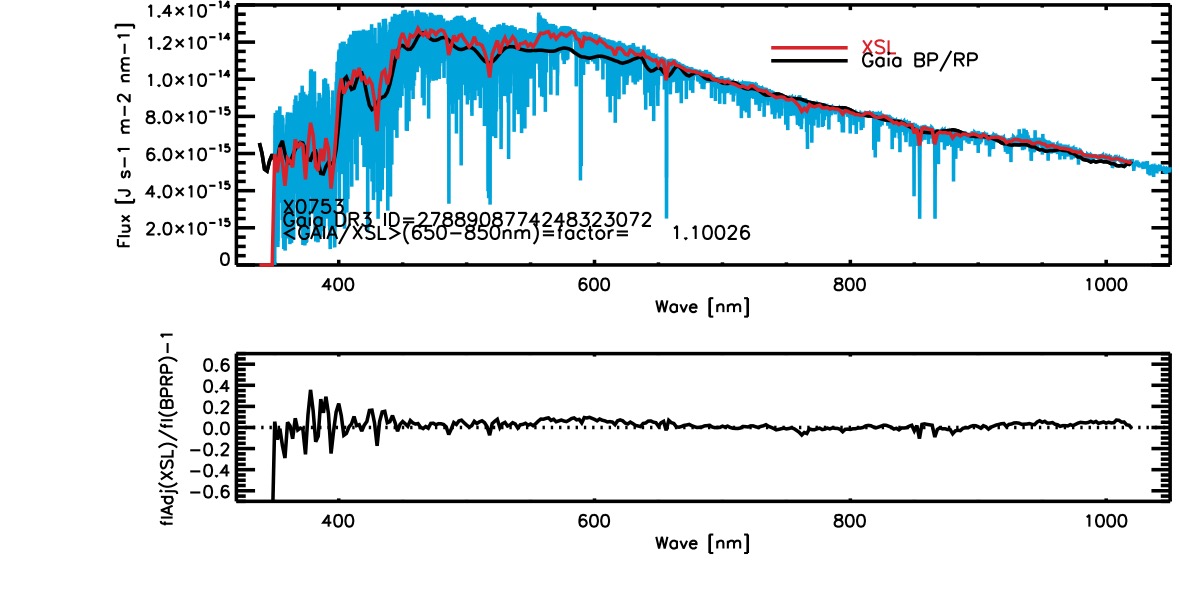 1.4×10−14
1.2×10−14
1.0×10−14
8.0×10−15
6.0×10−15
4.0×10−15
2.0×10−15
0
Flux [J s−1 m−2 nm−1]
XSL
Gaia BP/RP
X0753
Gaia DR3 ID=2788908774248323072
<GAIA/XSL>(650−850nm)=factor= 1.10026
400 600 800 1000
Wave [nm]
0.6
0.4
0.2
0.0
−0.2
−0.4
−0.6
flAdj(XSL)/fl(BPRP)−1
400 600 800 1000
Wave [nm]